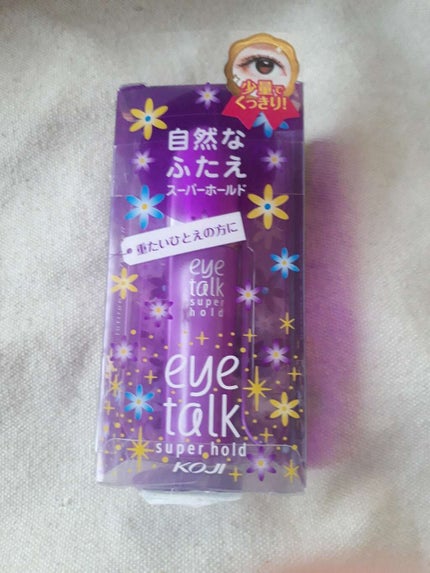 少量で
くっきり!
自然な
ふたえ
スーパーホールド
重たいひとえの方に
eye
talk
super
hold
eye
talk
super hold
KOJI